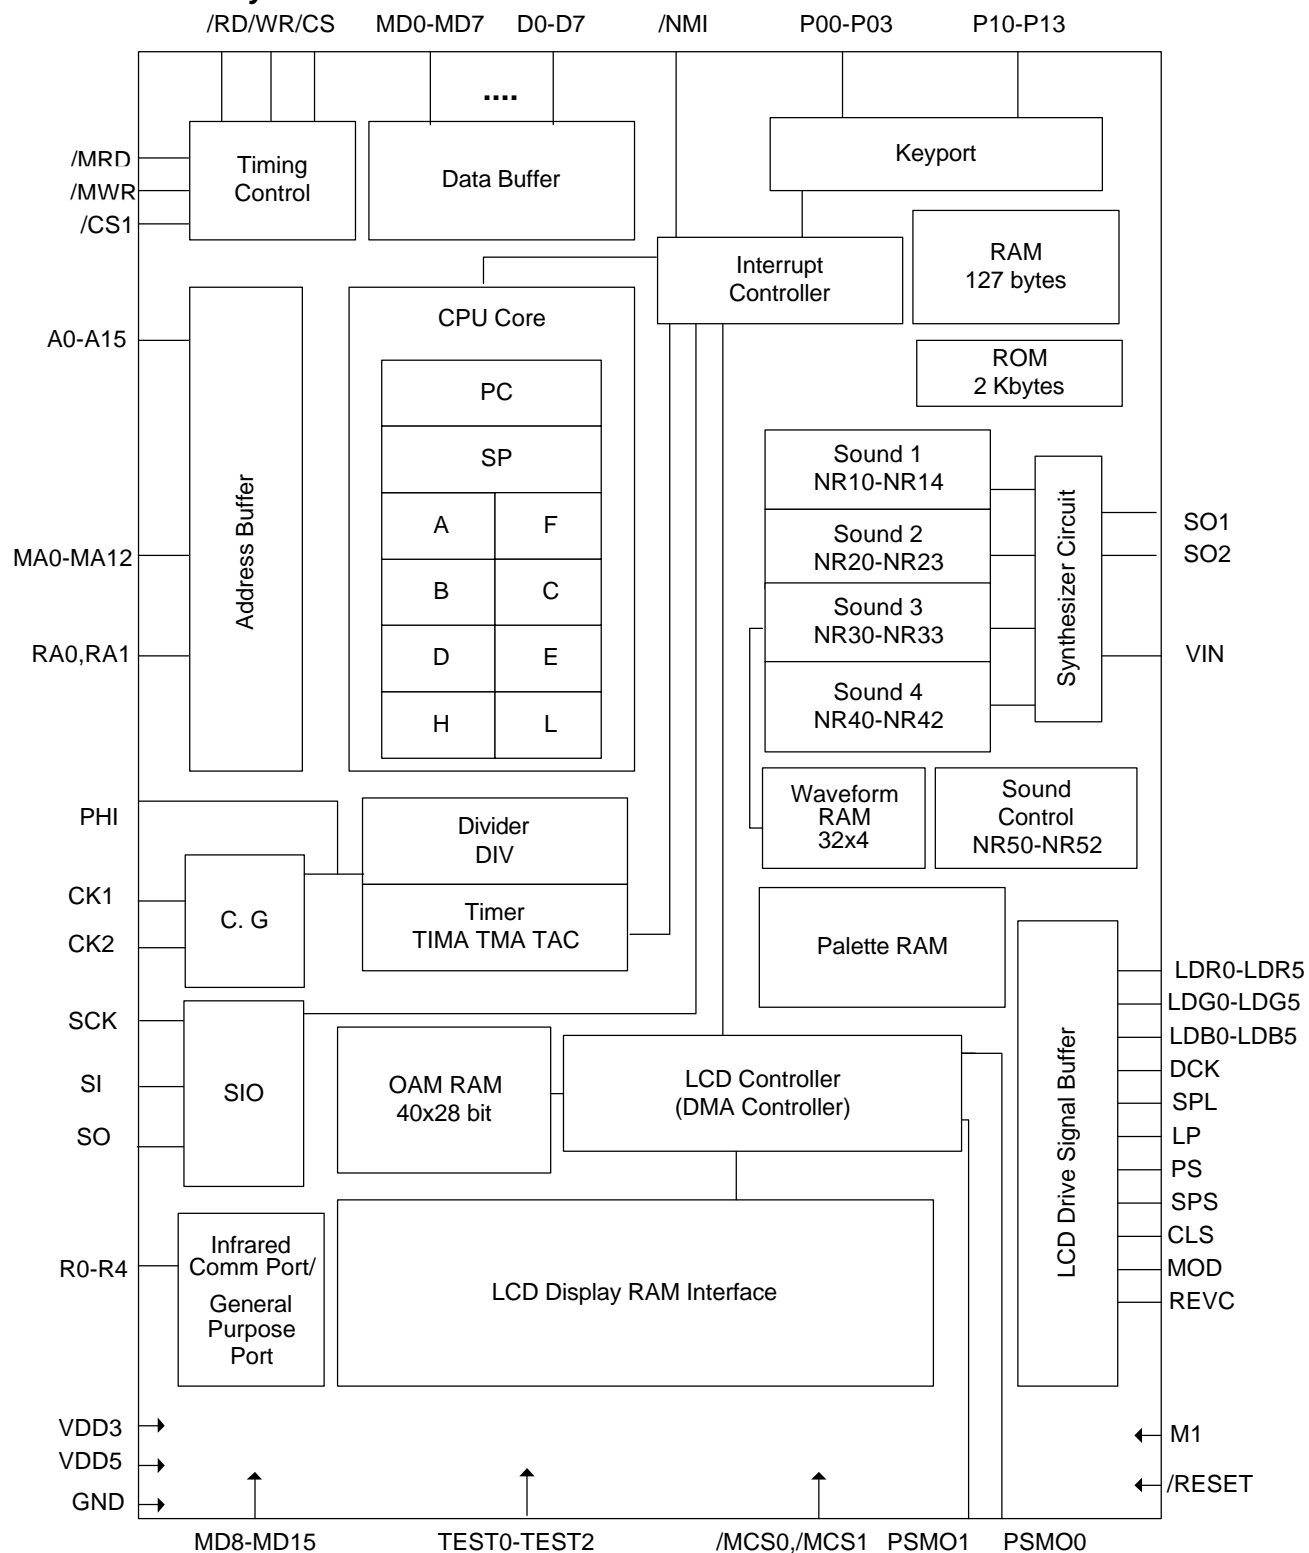 /RD/WR/CS MD0-MD7 D0-D7 /NMI P00-P03 P10-P13
....
/MRD
/MWR
/CS1
Timing
Control
Data Buffer
Keyport
Interrupt
Controller
RAM
127 bytes
ROM
2 Kbytes
A0-A15
MA0-MA12
RA0,RA1
Address Buffer
CPU Core
PC
SP
A F
B C
D E
H L
Sound 1
NR10-NR14
Sound 2
NR20-NR23
Sound 3
NR30-NR33
Sound 4
NR40-NR42
Synthesizer Circuit
SO1
SO2
VIN
Waveform
RAM
32x4
Sound
Control
NR50-NR52
PHI
CK1
CK2
C. G
Divider
DIV
Timer
TIMA TMA TAC
Palette RAM
SCK
SI
SO
SIO
OAM RAM
40x28 bit
LCD Controller
(DMA Controller)
LCD Drive Signal Buffer
LDR0-LDR5
LDG0-LDG5
LDB0-LDB5
DCK
SPL
LP
PS
SPS
CLS
MOD
REVC
R0-R4
Infrared
Comm Port/
General
Purpose
Port
LCD Display RAM Interface
VDD3
VDD5
GND
M1
/RESET
MD8-MD15 TEST0-TEST2 /MCS0,/MCS1 PSMO1 PSMO0